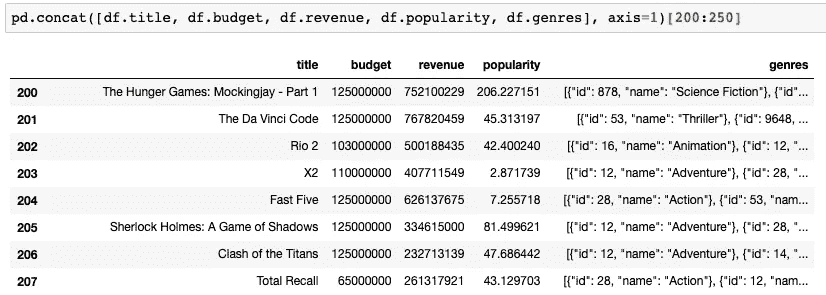 pd.concat([df.title, df.budget, df.revenue, df.popularity, df.genres], axis=1)[200:250]
title budget revenue popularity genres
200 The Hunger Games: Mockingjay - Part 1 125000000 752100229 206.227151 [{"id": 878, "name": "Science Fiction"}, {"id"...
201 The Da Vinci Code 125000000 767820459 45.313197 [{"id": 53, "name": "Thriller"}, {"id": 9648, ...
202 Rio 2 103000000 500188435 42.400240 [{"id": 16, "name": "Animation"}, {"id": 12, "...
203 X2 110000000 407711549 2.871739 [{"id": 12, "name": "Adventure"}, {"id": 28, "...
204 Fast Five 125000000 626137675 7.255718 [{"id": 28, "name": "Action"}, {"id": 53, "nam...
205 Sherlock Holmes: A Game of Shadows 125000000 334615000 81.499621 [{"id": 12, "name": "Adventure"}, {"id": 28, "...
206 Clash of the Titans 125000000 232713139 47.686442 [{"id": 12, "name": "Adventure"}, {"id": 14, "...
207 Total Recall 65000000 261317921 43.129703 [{"id": 28, "name": "Action"}, {"id": 12, "nam...